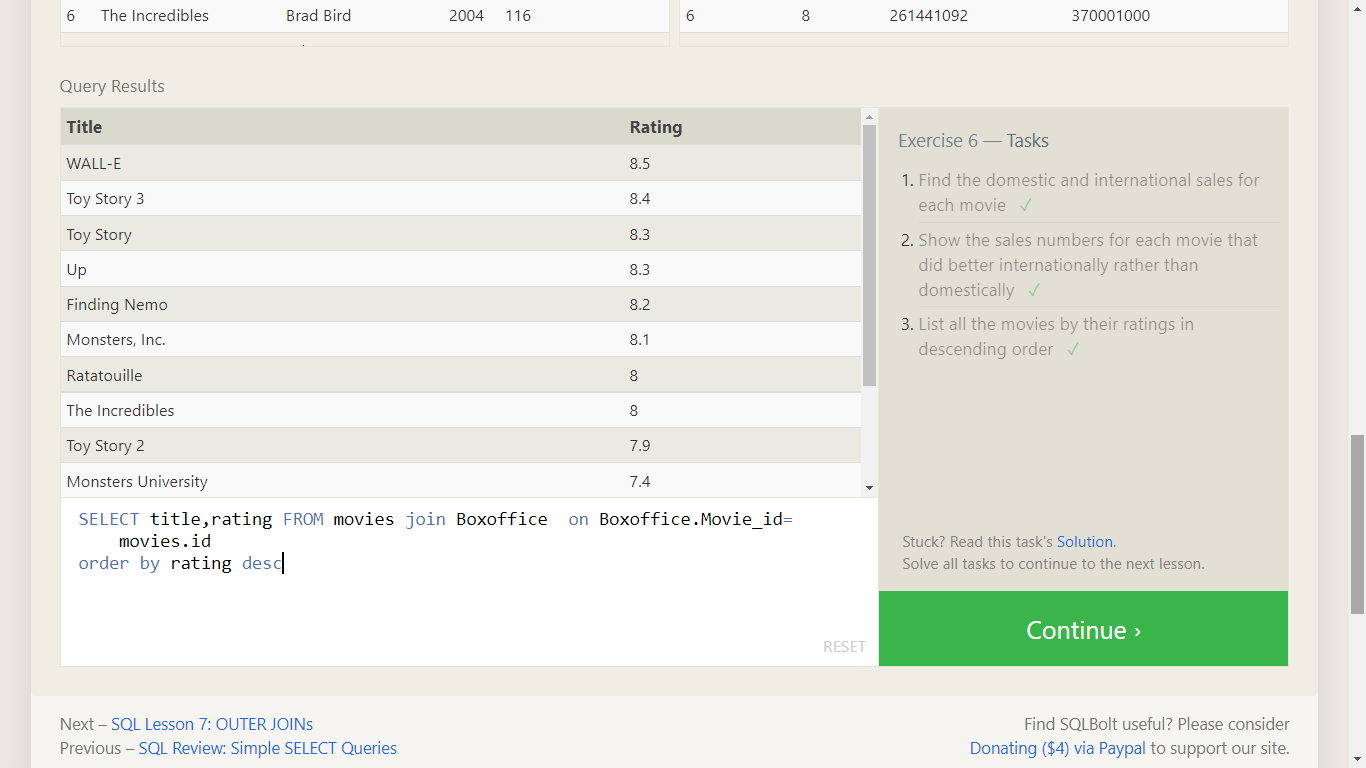 6 The Incredibles Brad Bird 2004 116
6 8 261441092 370001000
Query Results
Title Rating
WALL-E 8.5
Toy Story 3 8.4
Toy Story 8.3
Up 8.3
Finding Nemo 8.2
Monsters, Inc. 8.1
Ratatouille 8
The Incredibles 8
Toy Story 2 7.9
Monsters University 7.4
SELECT title,rating FROM movies join Boxoffice  on Boxoffice.Movie_id=
movies.id
order by rating desc
RESET
Exercise 6 — Tasks
1. Find the domestic and international sales for
each movie ✓
2. Show the sales numbers for each movie that
did better internationally rather than
domestically ✓
3. List all the movies by their ratings in
descending order ✓
Stuck? Read this task's Solution.
Solve all tasks to continue to the next lesson.
Continue ›
Next – SQL Lesson 7: OUTER JOINs
Previous – SQL Review: Simple SELECT Queries
Find SQLBolt useful? Please consider
Donating ($4) via Paypal to support our site.